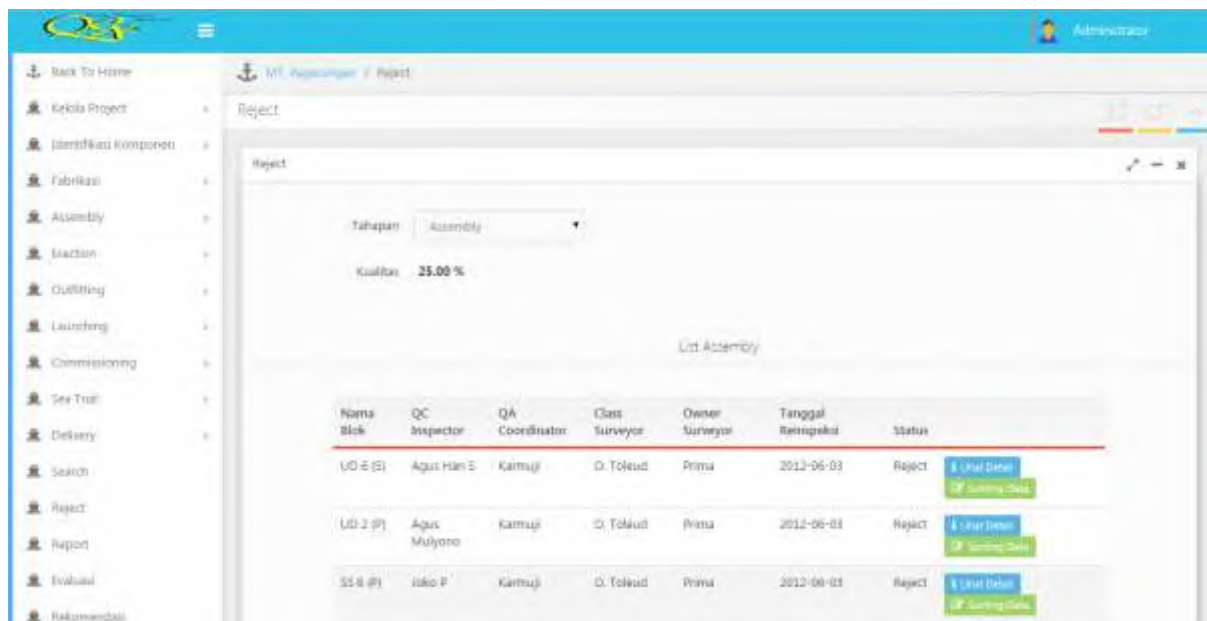 Administrator
Back To Home
MT. / Reject
Kelola Project
Reject
Identifikasi Komponen
Reject
Fabrikasi
Assembly
Tahapan Assembly
Eraction
Kualitas 25.00 %
Outfitting
Launching
List Assembly
Commissioning
Sea Trial
Delivery
Search
Reject
Report
Evaluasi
Rekomendasi
Nama Blok QC Inspector QA Coordinator Class Surveyor Owner Surveyor Tanggal Reinspeksi Status
UD 6 (S) Agus Hari S Karmuji O. Toleud Prima 2012-06-03 Reject Lihat Detail
Sunting Data
UD 2 (P) Agus Mulyono Karmuji O. Toleud Prima 2012-06-03 Reject Lihat Detail
Sunting Data
SS 6 (P) Joko P Karmuji O. Toleud Prima 2012-06-03 Reject Lihat Detail
Sunting Data